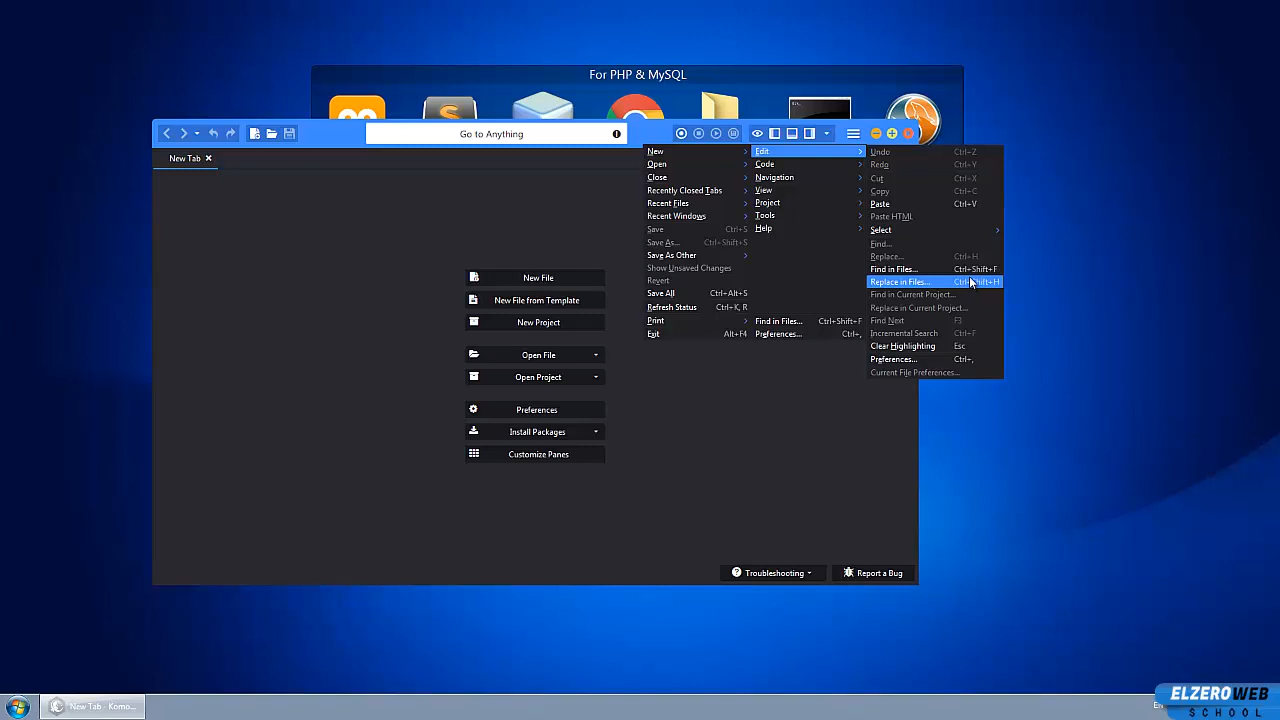 For PHP & MySQL
Go to Anything
New Tab
New
Open
Close
Recently Closed Tabs
Recent Files
Recent Windows
Save Ctrl+S
Save As... Ctrl+Shift+S
Save As Other
Show Unsaved Changes
Revert
Save All Ctrl+Alt+S
Refresh Status Ctrl+K, R
Print
Exit Alt+F4
Edit
Code
Navigation
View
Project
Tools
Help
Find in Files... Ctrl+Shift+F
Preferences... Ctrl+,
Undo Ctrl+Z
Redo Ctrl+Y
Cut Ctrl+X
Copy Ctrl+C
Paste Ctrl+V
Paste HTML
Select
Find...
Replace... Ctrl+H
Find in Files... Ctrl+Shift+F
Replace in Files... Ctrl+Shift+H
Find in Current Project...
Replace in Current Project...
Find Next F3
Incremental Search Ctrl+F
Clear Highlighting Esc
Preferences... Ctrl+,
Current File Preferences...
New File
New File from Template
New Project
Open File
Open Project
Preferences
Install Packages
Customize Panes
Troubleshooting
Report a Bug
New Tab - Komo...
ELZEROWEB
SCHOOL